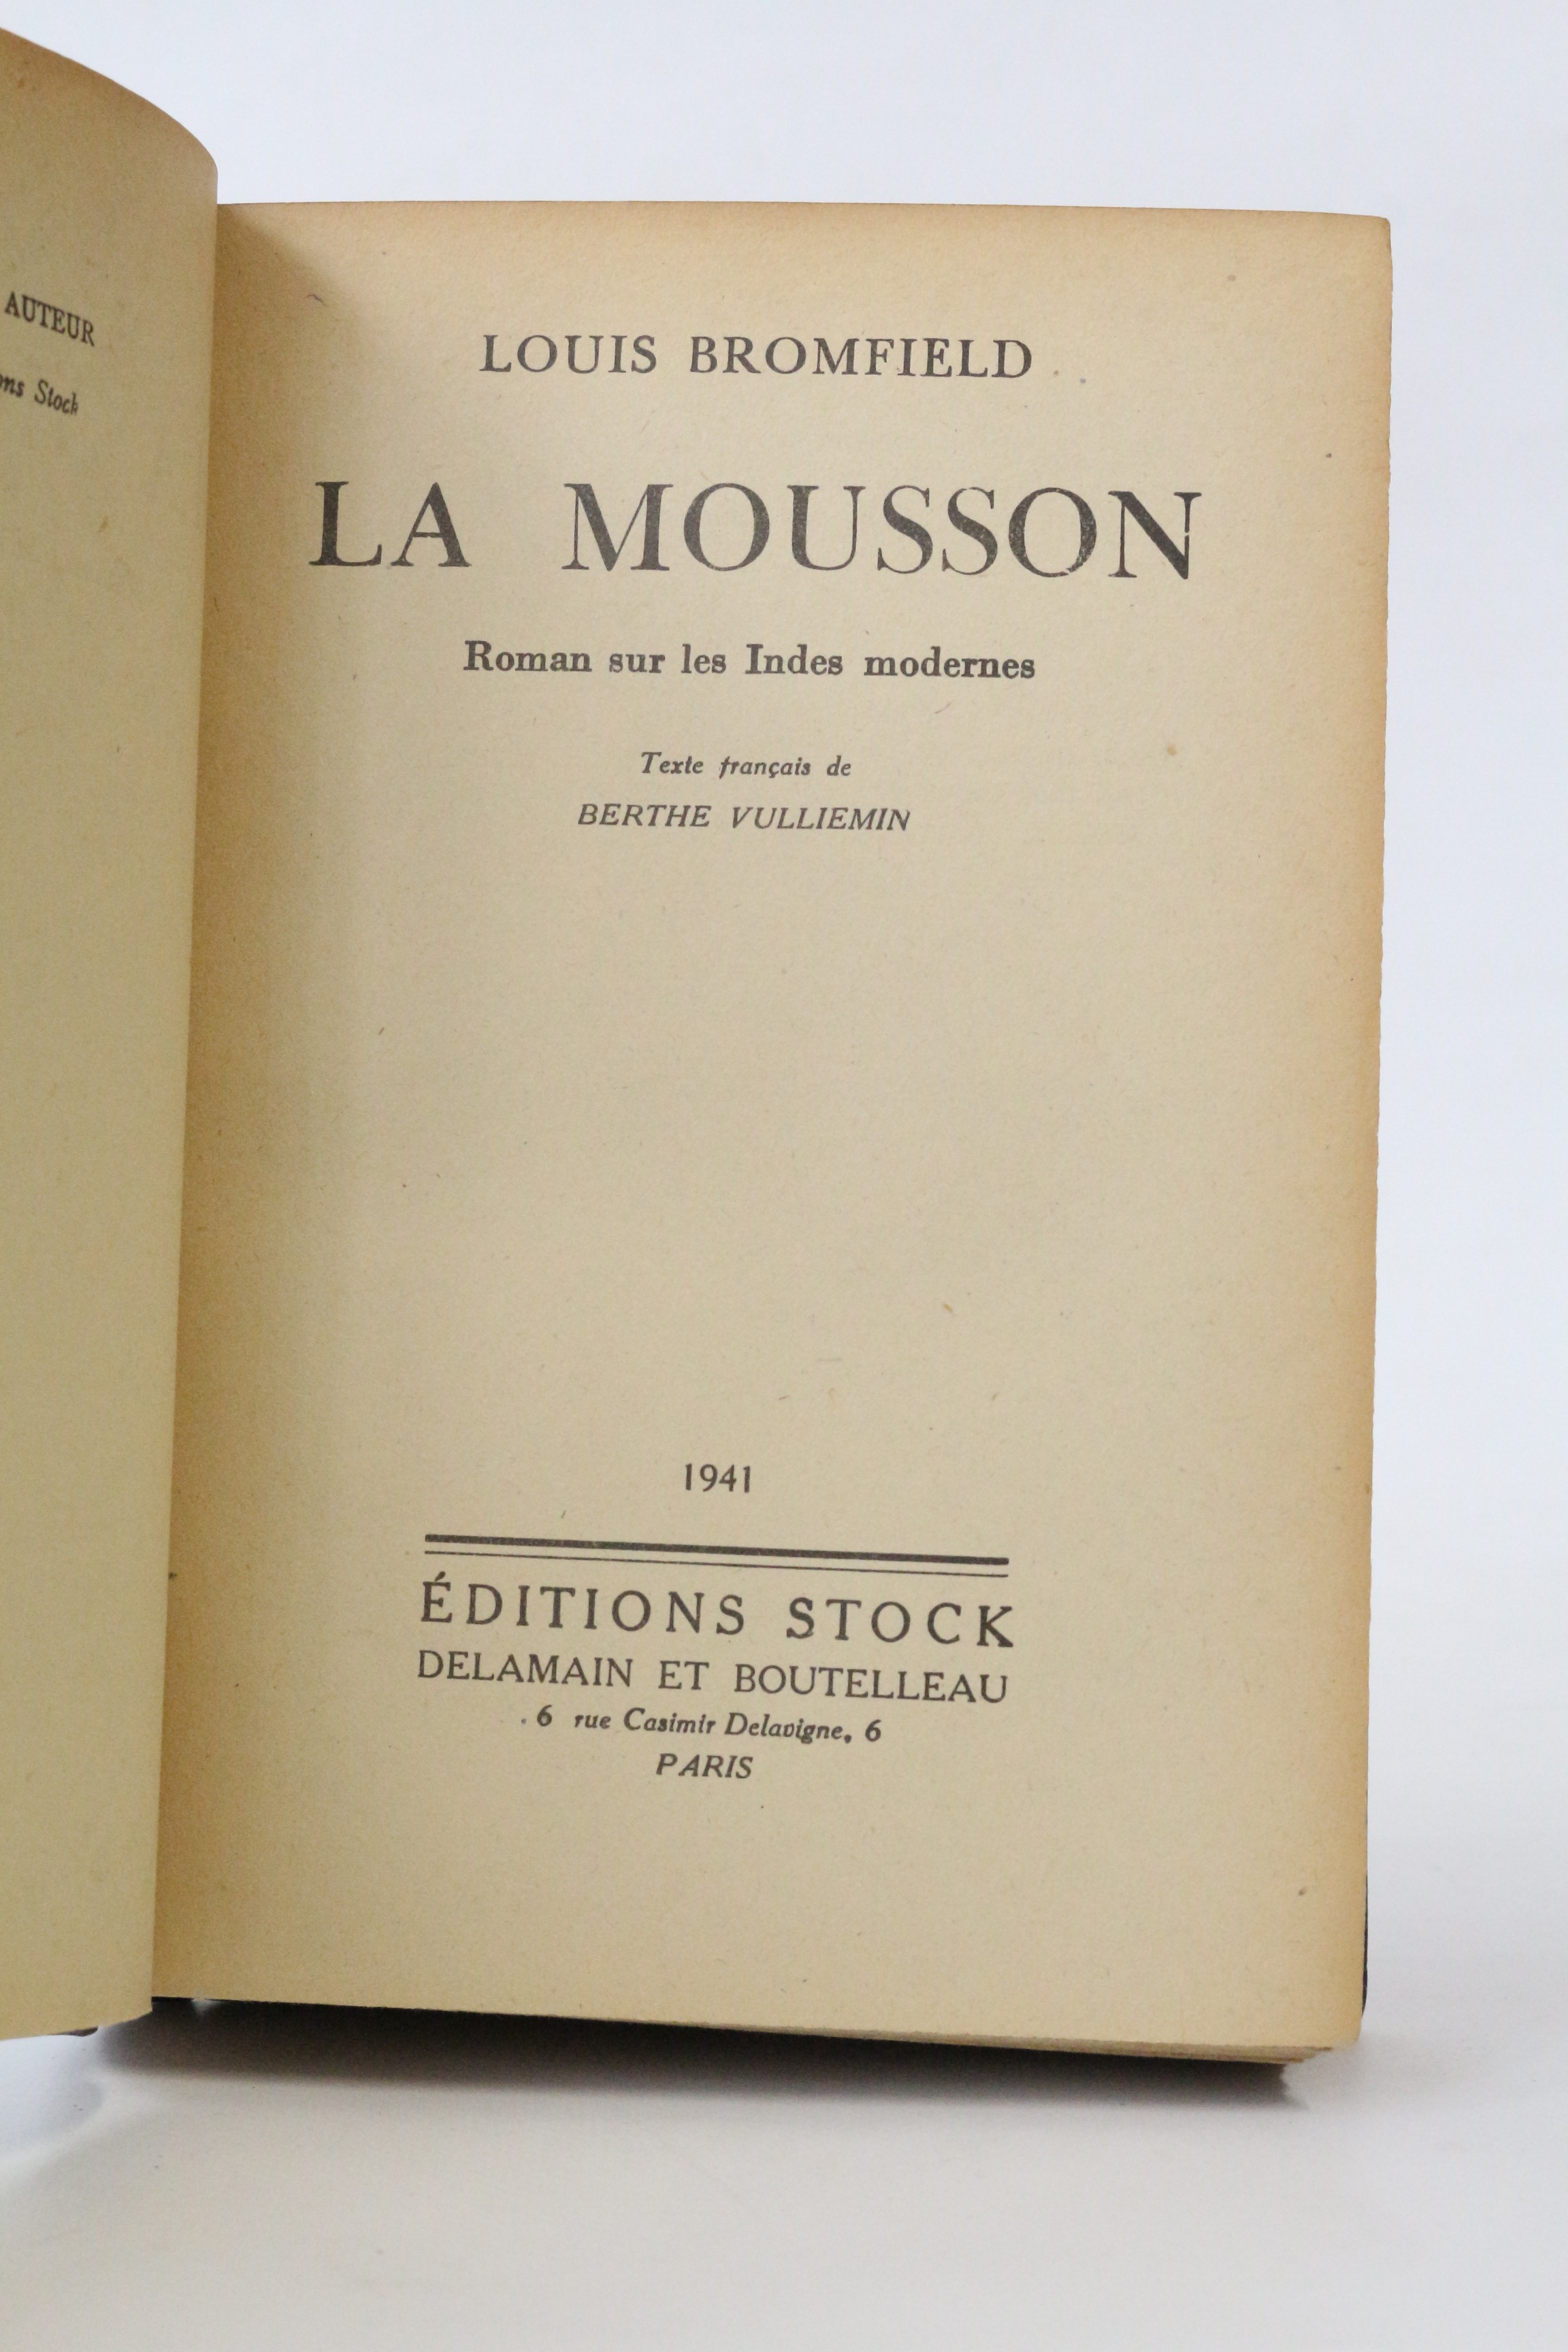 AUTEUR
Stock
LOUIS BROMFIELD
LA MOUSSON
Roman sur les Indes modernes
Texte français de
BERTHE VULLIEMIN
1941
ÉDITIONS STOCK
DELAMAIN ET BOUTELLEAU
6 rue Casimir Delavigne, 6
PARIS